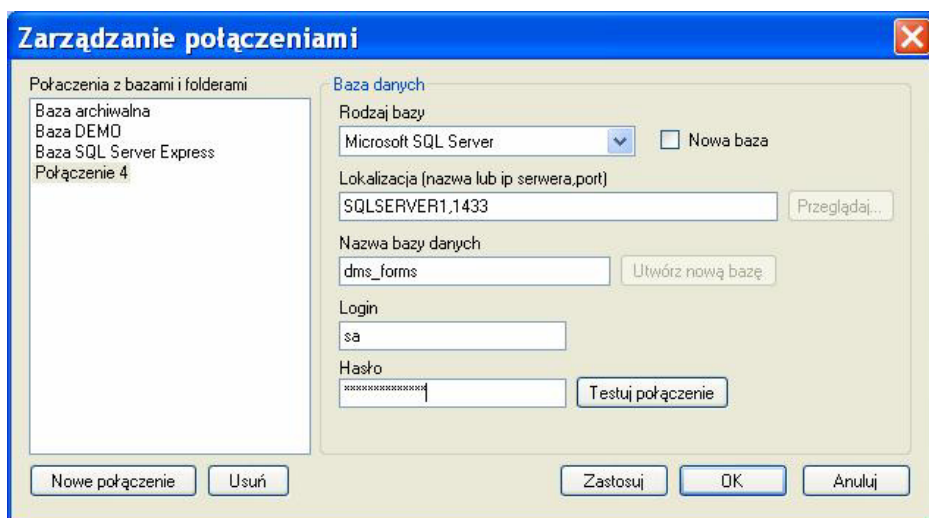 Zarządzanie połączeniami
Połaczenia z bazami i folderami
Baza archiwalna
Baza DEMO
Baza SQL Server Express
Połączenie 4
Baza danych
Rodzaj bazy
Microsoft SQL Server
Nowa baza
Lokalizacja (nazwa lub ip serwera,port)
SQLSERVER1,1433
Przeglądaj...
Nazwa bazy danych
dms_forms
Utwórz nową bazę
Login
sa
Hasło
**************
Testuj połączenie
Nowe połączenie
Usuń
Zastosuj
OK
Anuluj